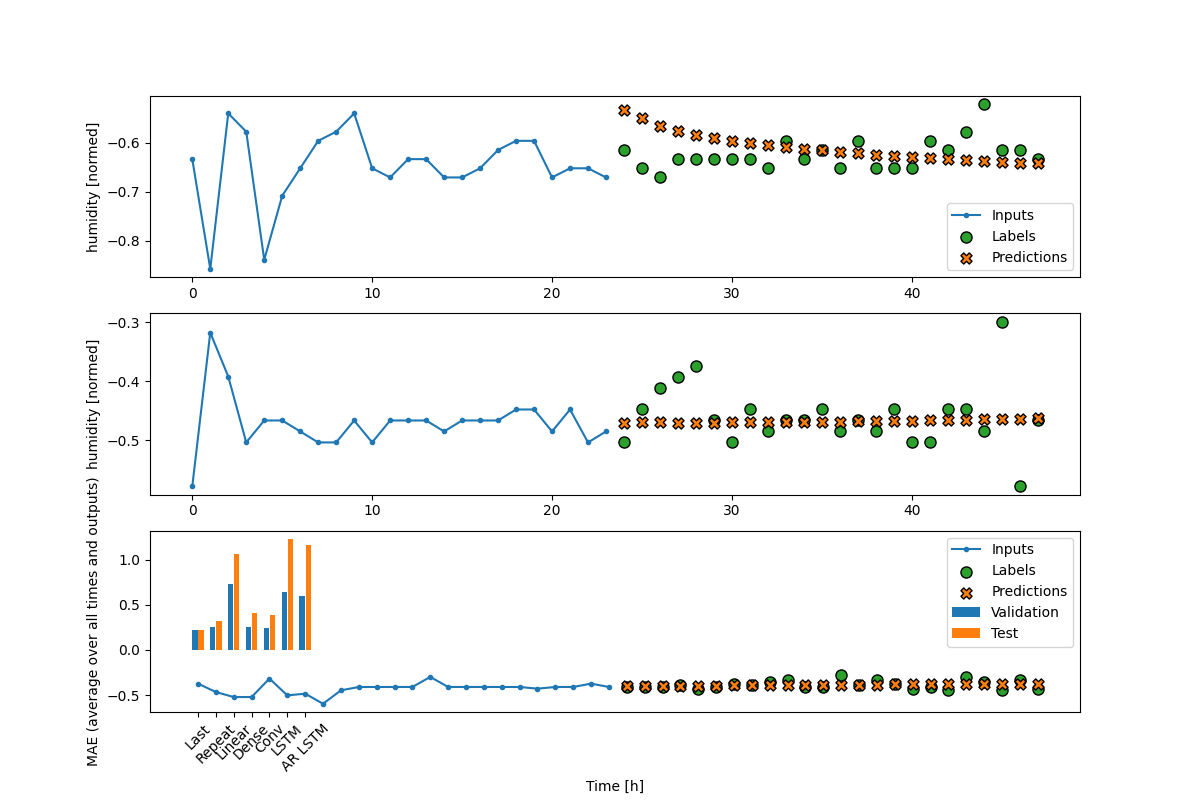 humidity [normed]
−0.6
−0.7
−0.8
0
10
20
30
40
Inputs
Labels
Predictions
humidity [normed]
−0.3
−0.4
−0.5
0
10
20
30
40
MAE (average over all times and outputs)
1.0
0.5
0.0
−0.5
Inputs
Labels
Predictions
Validation
Test
Last
Repeat
Linear
Dense
Conv
LSTM
AR LSTM
Time [h]